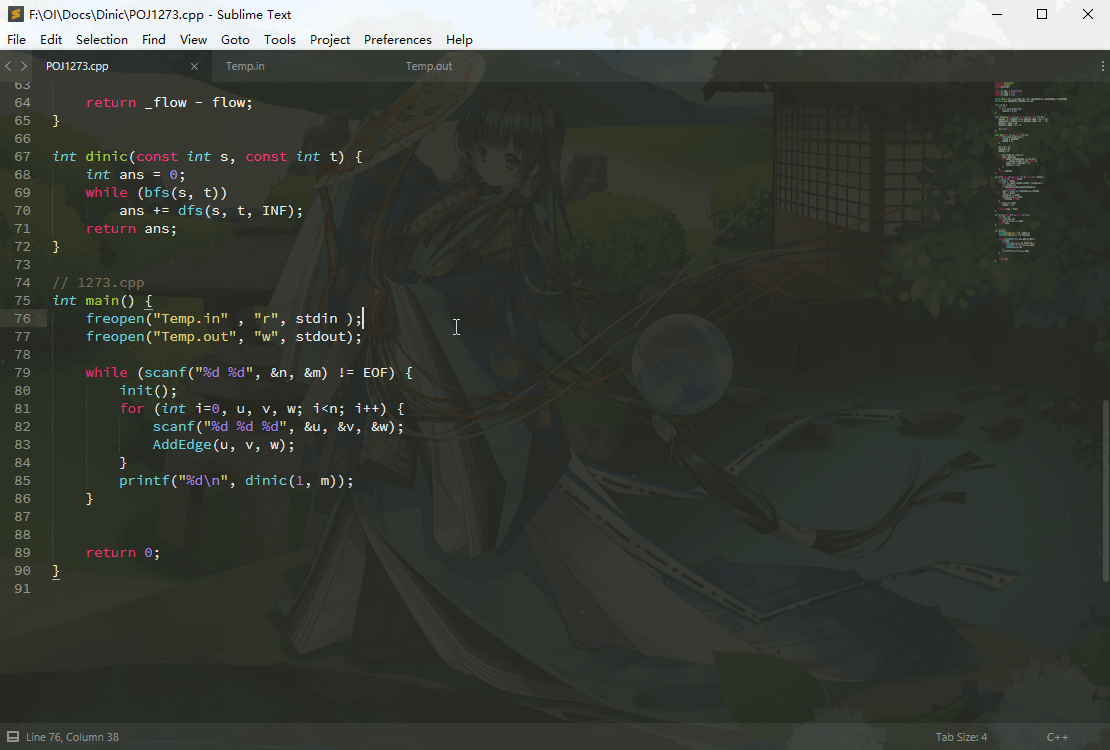 F:\OI\Docs\Dinic\POJ1273.cpp - Sublime Text
File Edit Selection Find View Goto Tools Project Preferences Help
POJ1273.cpp × Temp.in Temp.out
63
64 return _flow - flow;
65 }
66
67 int dinic(const int s, const int t) {
68 int ans = 0;
69 while (bfs(s, t))
70 ans += dfs(s, t, INF);
71 return ans;
72 }
73
74 // 1273.cpp
75 int main() {
76 freopen("Temp.in" , "r", stdin );
77 freopen("Temp.out", "w", stdout);
78
79 while (scanf("%d %d", &n, &m) != EOF) {
80 init();
81 for (int i=0, u, v, w; i<n; i++) {
82 scanf("%d %d %d", &u, &v, &w);
83 AddEdge(u, v, w);
84 }
85 printf("%d\n", dinic(1, m));
86 }
87
88
89 return 0;
90 }
91
Line 76, Column 38 Tab Size: 4 C++